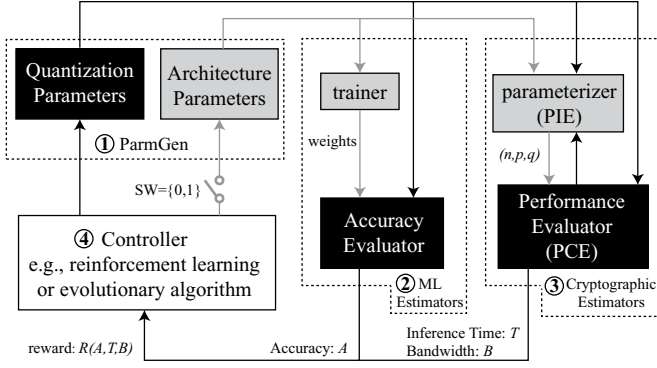 Quantization
Parameters
Architecture
Parameters
① ParmGen
trainer
weights
parameterizer
(PIE)
(n,p,q)
SW={0,1}
④ Controller
e.g., reinforcement learning
or evolutionary algorithm
Accuracy
Evaluator
② ML
Estimators
Performance
Evaluator
(PCE)
③ Cryptographic
Estimators
reward: R(A,T,B)
Accuracy: A
Inference Time: T
Bandwidth: B